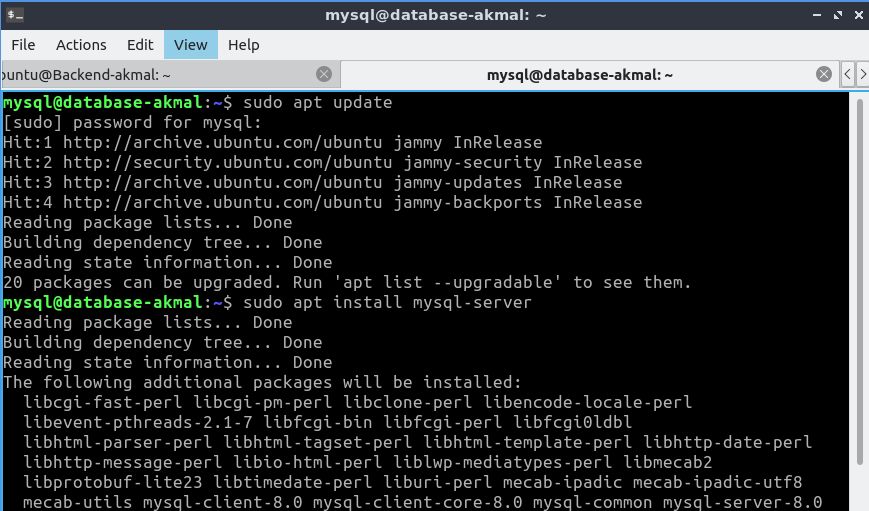 mysql@database-akmal: ~
File Actions Edit View Help
buntu@Backend-akmal: ~
mysql@database-akmal: ~
mysql@database-akmal:~$ sudo apt update
[sudo] password for mysql:
Hit:1 http://archive.ubuntu.com/ubuntu jammy InRelease
Hit:2 http://security.ubuntu.com/ubuntu jammy-security InRelease
Hit:3 http://archive.ubuntu.com/ubuntu jammy-updates InRelease
Hit:4 http://archive.ubuntu.com/ubuntu jammy-backports InRelease
Reading package lists... Done
Building dependency tree... Done
Reading state information... Done
20 packages can be upgraded. Run 'apt list --upgradable' to see them.
mysql@database-akmal:~$ sudo apt install mysql-server
Reading package lists... Done
Building dependency tree... Done
Reading state information... Done
The following additional packages will be installed:
libcgi-fast-perl libcgi-pm-perl libclone-perl libencode-locale-perl
libevent-pthreads-2.1-7 libfcgi-bin libfcgi-perl libfcgi0ldbl
libhtml-parser-perl libhtml-tagset-perl libhtml-template-perl libhttp-date-perl
libhttp-message-perl libio-html-perl liblwp-mediatypes-perl libmecab2
libprotobuf-lite23 libtimedate-perl liburi-perl mecab-ipadic mecab-ipadic-utf8
mecab-utils mysql-client-8.0 mysql-client-core-8.0 mysql-common mysql-server-8.0